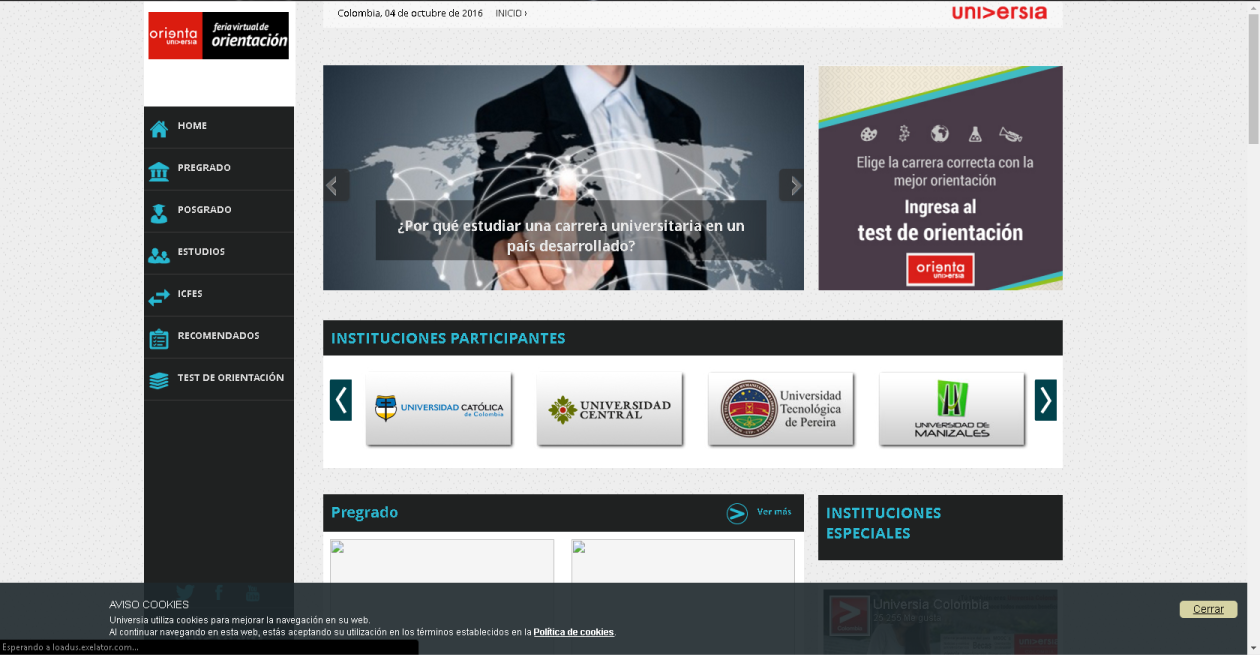 orienta
universia
feria virtual de
orientación
Colombia, 04 de octubre de 2016 INICIO ›
uni>ersia
HOME
PREGRADO
POSGRADO
ESTUDIOS
ICFES
RECOMENDADOS
TEST DE ORIENTACIÓN
¿Por qué estudiar una carrera universitaria en un
país desarrollado?
Elige la carrera correcta con la
mejor orientación
Ingresa al
test de orientación
orienta
universia
INSTITUCIONES PARTICIPANTES
UNIVERSIDAD CATÓLICA
de Colombia
UNIVERSIDAD
CENTRAL
Universidad
Tecnológica
de Pereira
UNIVERSIDAD DE
MANIZALES
Pregrado
Ver más
INSTITUCIONES
ESPECIALES
Universia Colombia
AVISO COOKIES
Universia utiliza cookies para mejorar la navegación en su web.
Al continuar navegando en esta web, estás aceptando su utilización en los términos establecidos en la Política de cookies.
Cerrar
Esperando a loadus.exelator.com...